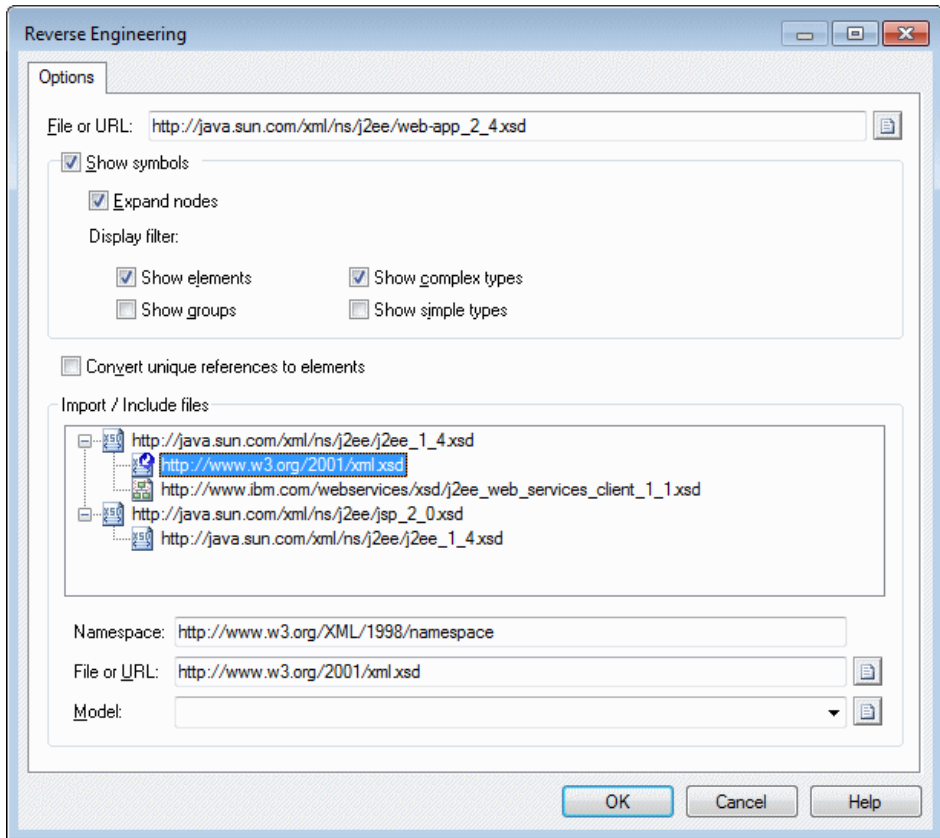 Reverse Engineering
Options
File or URL: http://java.sun.com/xml/ns/j2ee/web-app_2_4.xsd
Show symbols
Expand nodes
Display filter:
Show elements Show complex types
Show groups Show simple types
Convert unique references to elements
Import / Include files
http://java.sun.com/xml/ns/j2ee/j2ee_1_4.xsd
http://www.w3.org/2001/xml.xsd
http://www.ibm.com/webservices/xsd/j2ee_web_services_client_1_1.xsd
http://java.sun.com/xml/ns/j2ee/jsp_2_0.xsd
http://java.sun.com/xml/ns/j2ee/j2ee_1_4.xsd
Namespace: http://www.w3.org/XML/1998/namespace
File or URL: http://www.w3.org/2001/xml.xsd
Model:
OK Cancel Help